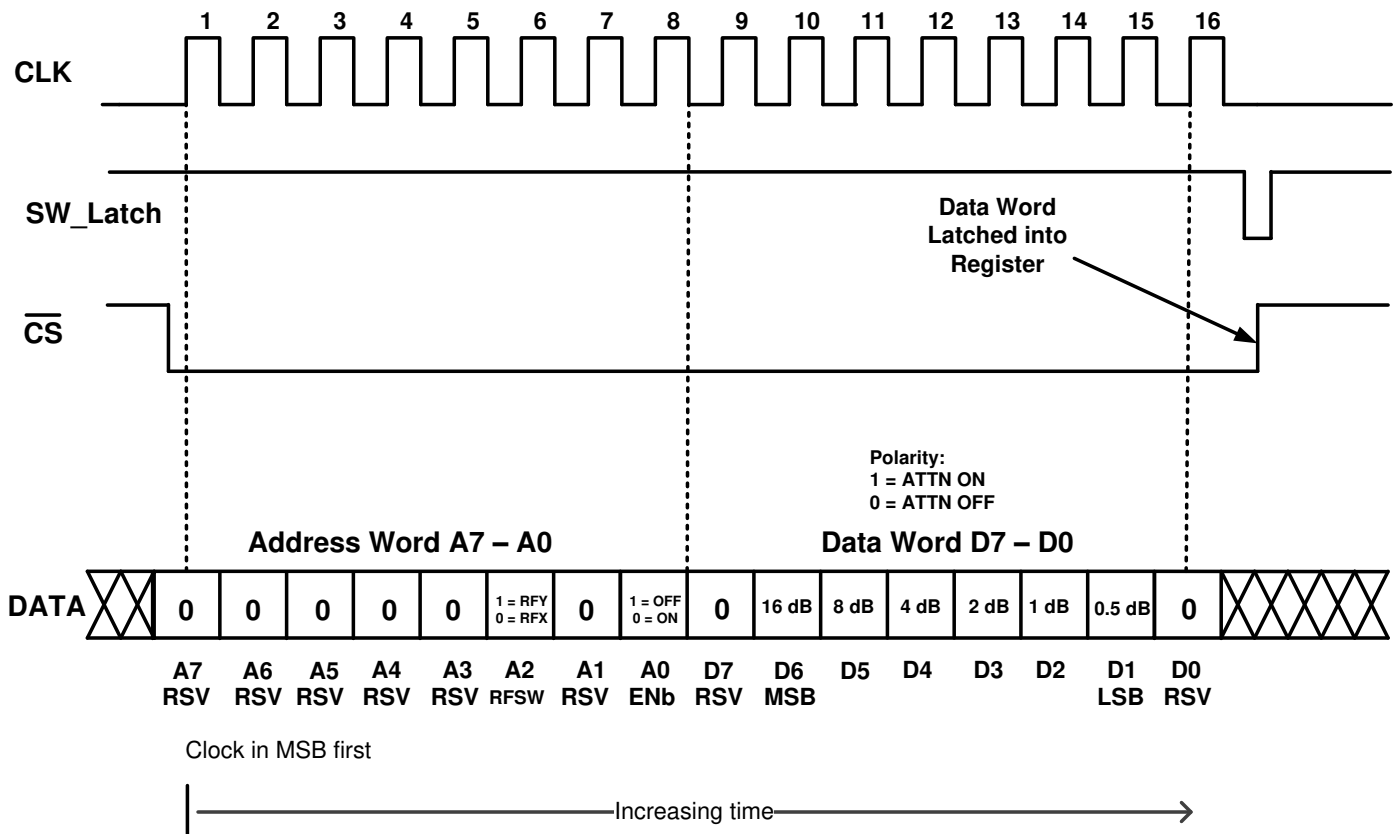 1 2 3 4 5 6 7 8 9 10 11 12 13 14 15 16
CLK
SW_Latch
Data Word
Latched into
Register
CS
Polarity:
1 = ATTN ON
0 = ATTN OFF
Address Word A7 – A0
Data Word D7 – D0
DATA
0 0 0 0 0
1 = RFY
0 = RFX
0
1 = OFF
0 = ON
0 16 dB 8 dB 4 dB 2 dB 1 dB 0.5 dB 0
A7 A6 A5 A4 A3 A2 A1 A0 D7 D6 D5 D4 D3 D2 D1 D0
RSV RSV RSV RSV RSV RFSW RSV ENb RSV MSB LSB RSV
Clock in MSB first
Increasing time